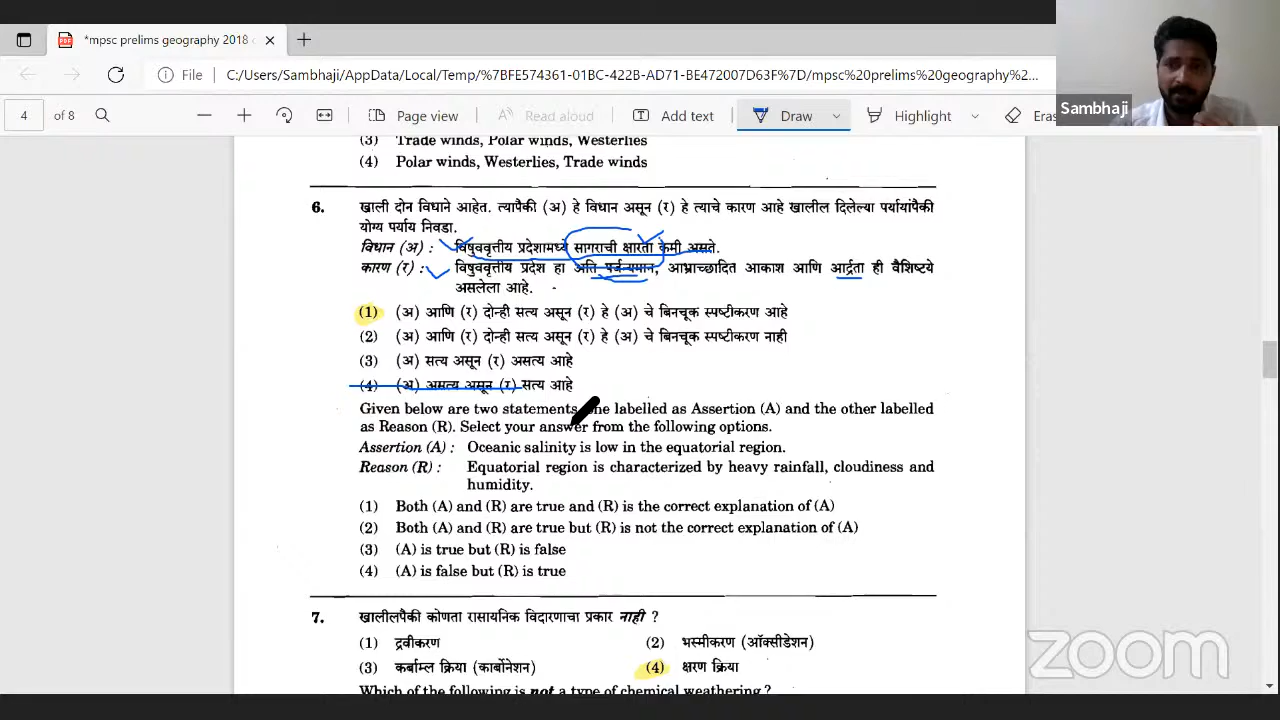 *mpsc prelims geography 2018
File
C:/Users/Sambhaji/AppData/Local/Temp/%7BFE574361-01BC-422B-AD71-BE472007D63F%7D/mpsc%20prelims%20geography%2...
Sambhaji
4 of 8
Page view
Read aloud
Add text
Draw
Highlight
Eras
(3) Trade winds, Polar winds, Westerlies
(4) Polar winds, Westerlies, Trade winds
6. खाली दोन विधाने आहेत. त्यापैकी (अ) हे विधान असून (र) हे त्याचे कारण आहे खालील दिलेल्या पर्यायांपैकी
योग्य पर्याय निवडा.
विधान (अ) : विषुववृत्तीय प्रदेशामध्ये सागराची क्षारता कमी असते.
कारण (र) : विषुववृत्तीय प्रदेश हा अति पर्जन्यमान, आभ्राच्छादित आकाश आणि आर्द्रता ही वैशिष्टये
असलेला आहे.
(1) (अ) आणि (र) दोन्ही सत्य असून (र) हे (अ) चे बिनचूक स्पष्टीकरण आहे
(2) (अ) आणि (र) दोन्ही सत्य असून (र) हे (अ) चे बिनचूक स्पष्टीकरण नाही
(3) (अ) सत्य असून (र) असत्य आहे
(4) (अ) असत्य असून (र) सत्य आहे
Given below are two statements, one labelled as Assertion (A) and the other labelled
as Reason (R). Select your answer from the following options.
Assertion (A) : Oceanic salinity is low in the equatorial region.
Reason (R) : Equatorial region is characterized by heavy rainfall, cloudiness and
humidity.
(1) Both (A) and (R) are true and (R) is the correct explanation of (A)
(2) Both (A) and (R) are true but (R) is not the correct explanation of (A)
(3) (A) is true but (R) is false
(4) (A) is false but (R) is true
7. खालीलपैकी कोणता रासायनिक विदारणाचा प्रकार नाही ?
(1) द्रवीकरण (2) भस्मीकरण (ऑक्सीडेशन)
(3) कर्बाम्ल क्रिया (कार्बोनेशन) (4) क्षरण क्रिया
Which of the following is not a type of chemical weathering ?
zoom